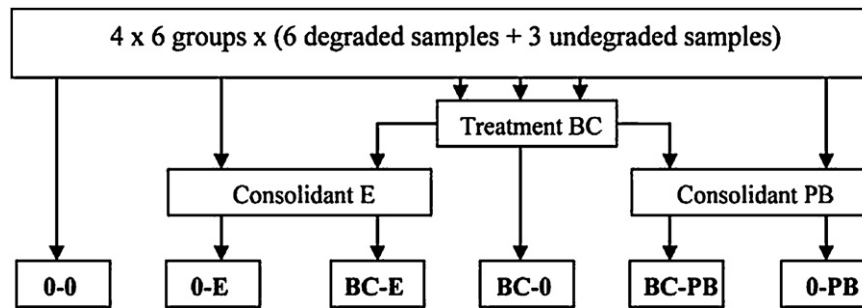 4 x 6 groups x (6 degraded samples + 3 undegraded samples)
Treatment BC
Consolidant E
Consolidant PB
0-0
0-E
BC-E
BC-0
BC-PB
0-PB